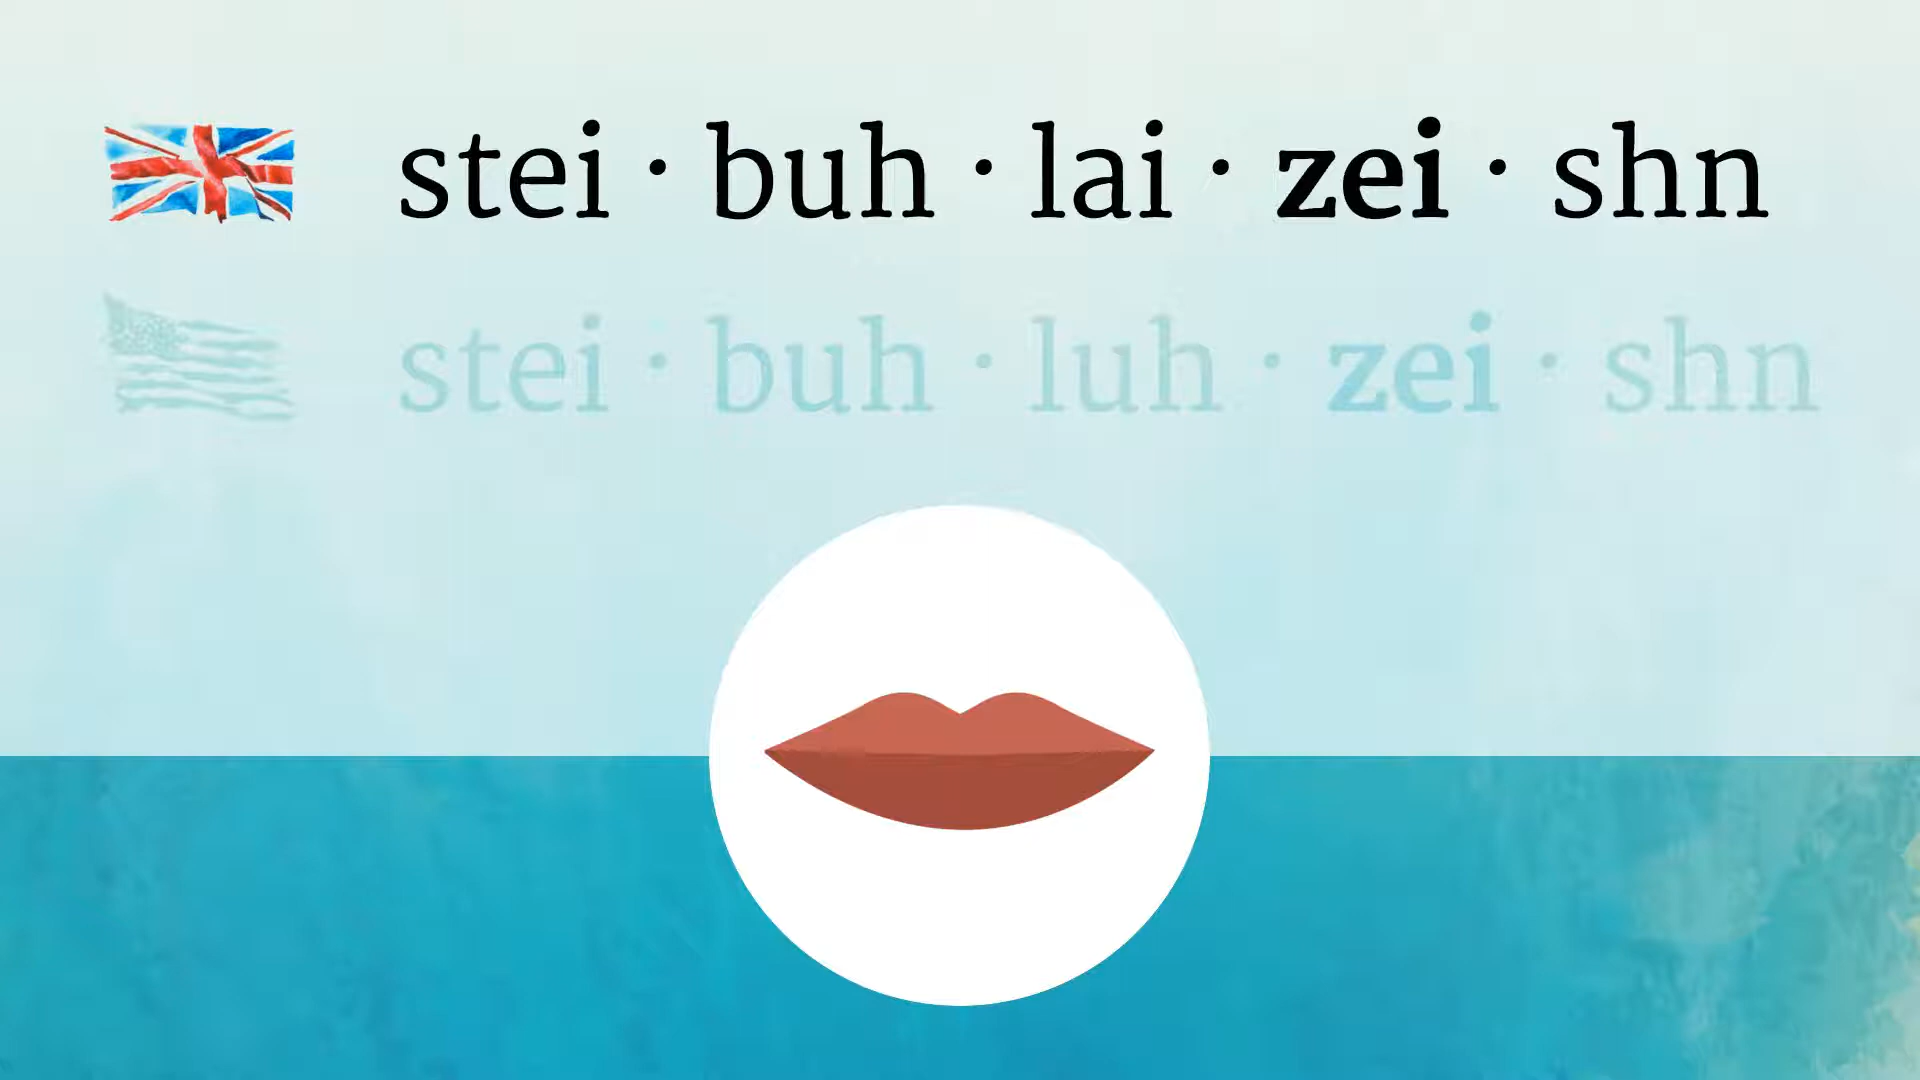 stei · buh · lai · zei · shn
stei · buh · luh · zei · shn